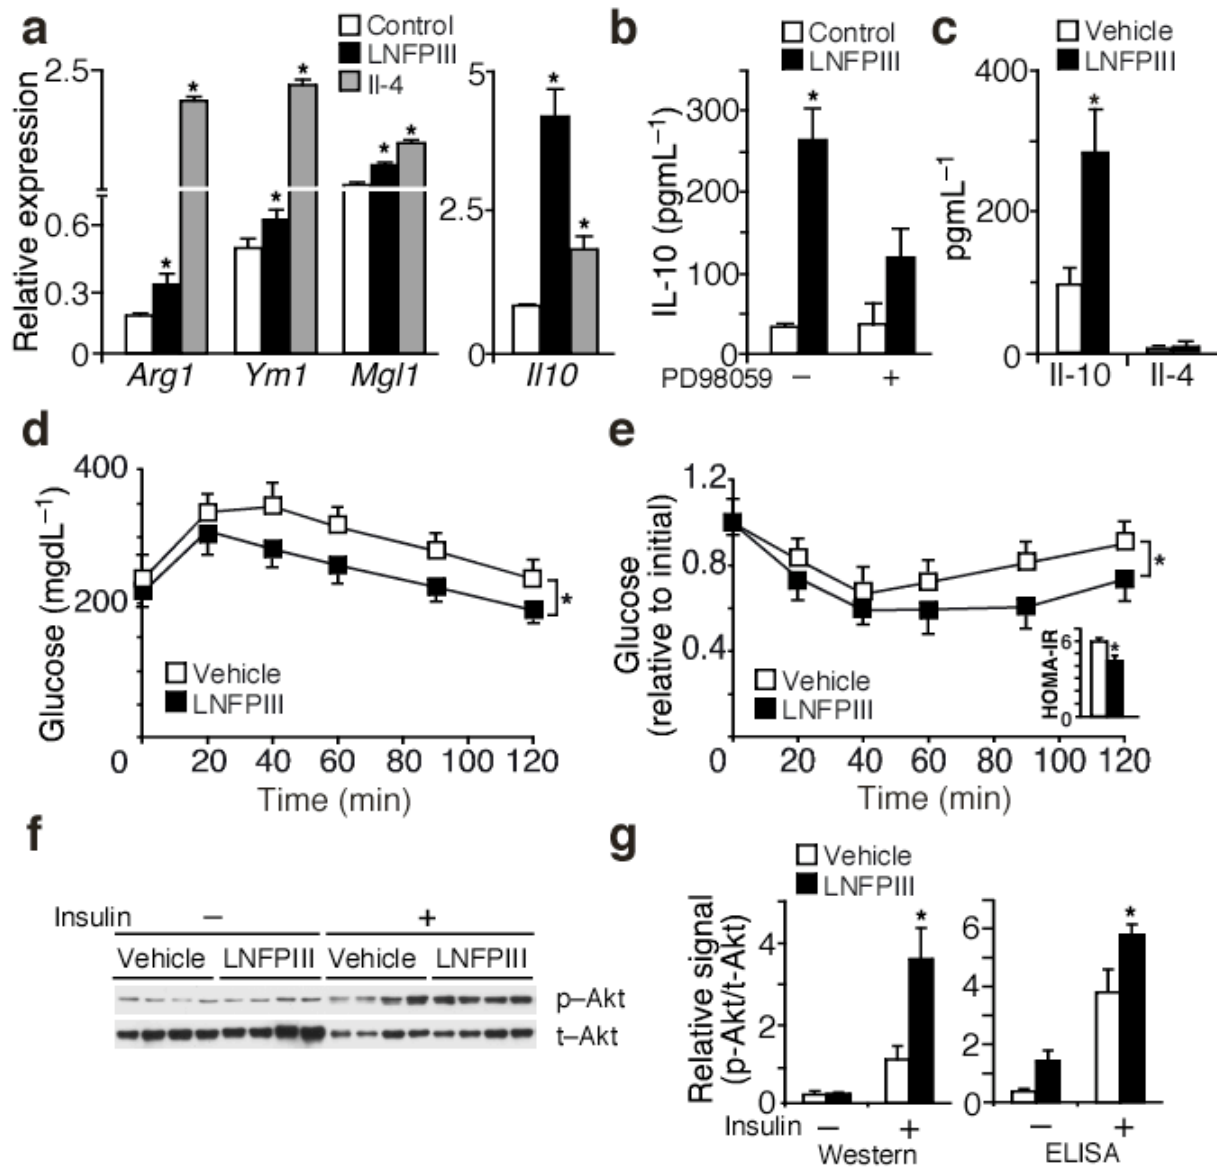 a
Control
LNFPIII
Il-4
Relative expression
2.5
0.6
0.3
0
Arg1 Ym1 Mgl1
5
2.5
0
Il10
b
Control
LNFPIII
IL-10 (pgmL⁻¹)
300
200
100
0
PD98059 – +
c
Vehicle
LNFPIII
pgmL⁻¹
400
200
0
Il-10 Il-4
d
Glucose (mgdL⁻¹)
400
200
Vehicle
LNFPIII
0 20 40 60 80 100 120
Time (min)
e
Glucose
(relative to initial)
1.2
0.8
0.4
Vehicle
LNFPIII
HOMA-IR
6
0
0 20 40 60 80 100 120
Time (min)
f
Insulin – +
Vehicle LNFPIII Vehicle LNFPIII
p–Akt
t–Akt
g
Vehicle
LNFPIII
Relative signal
(p-Akt/t-Akt)
4
2
0
6
4
2
0
Insulin – + – +
Western ELISA